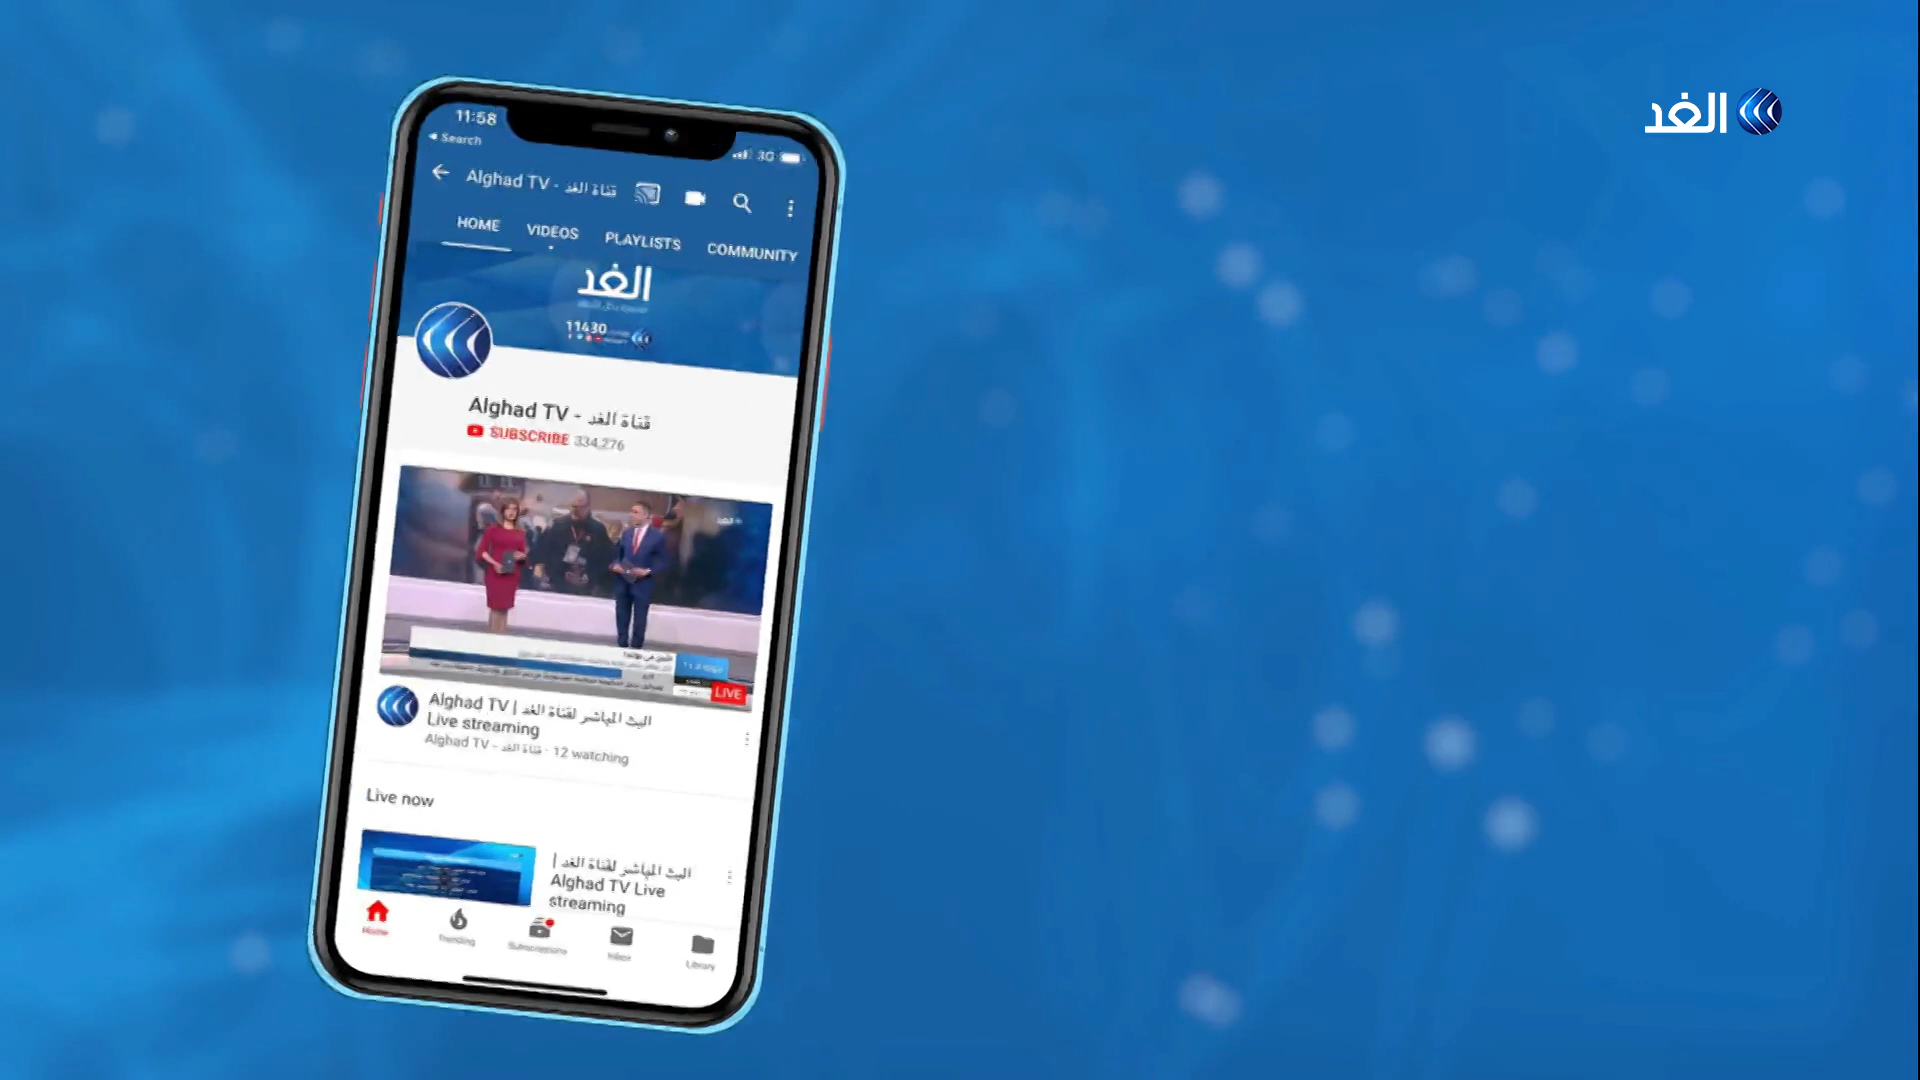 الغد
11:58
Search
3G
Alghad TV - قناة الغد
HOME VIDEOS PLAYLISTS COMMUNITY
الغد
11430
Alghad TV - قناة الغد
SUBSCRIBE 334,276
الغد
LIVE
Alghad TV | البث المباشر لقناة الغد
Live streaming
Alghad TV - قناة الغد · 12 watching
Live now
البث المباشر لقناة الغد |
Alghad TV Live
streaming
Home Trending Subscriptions Inbox Library